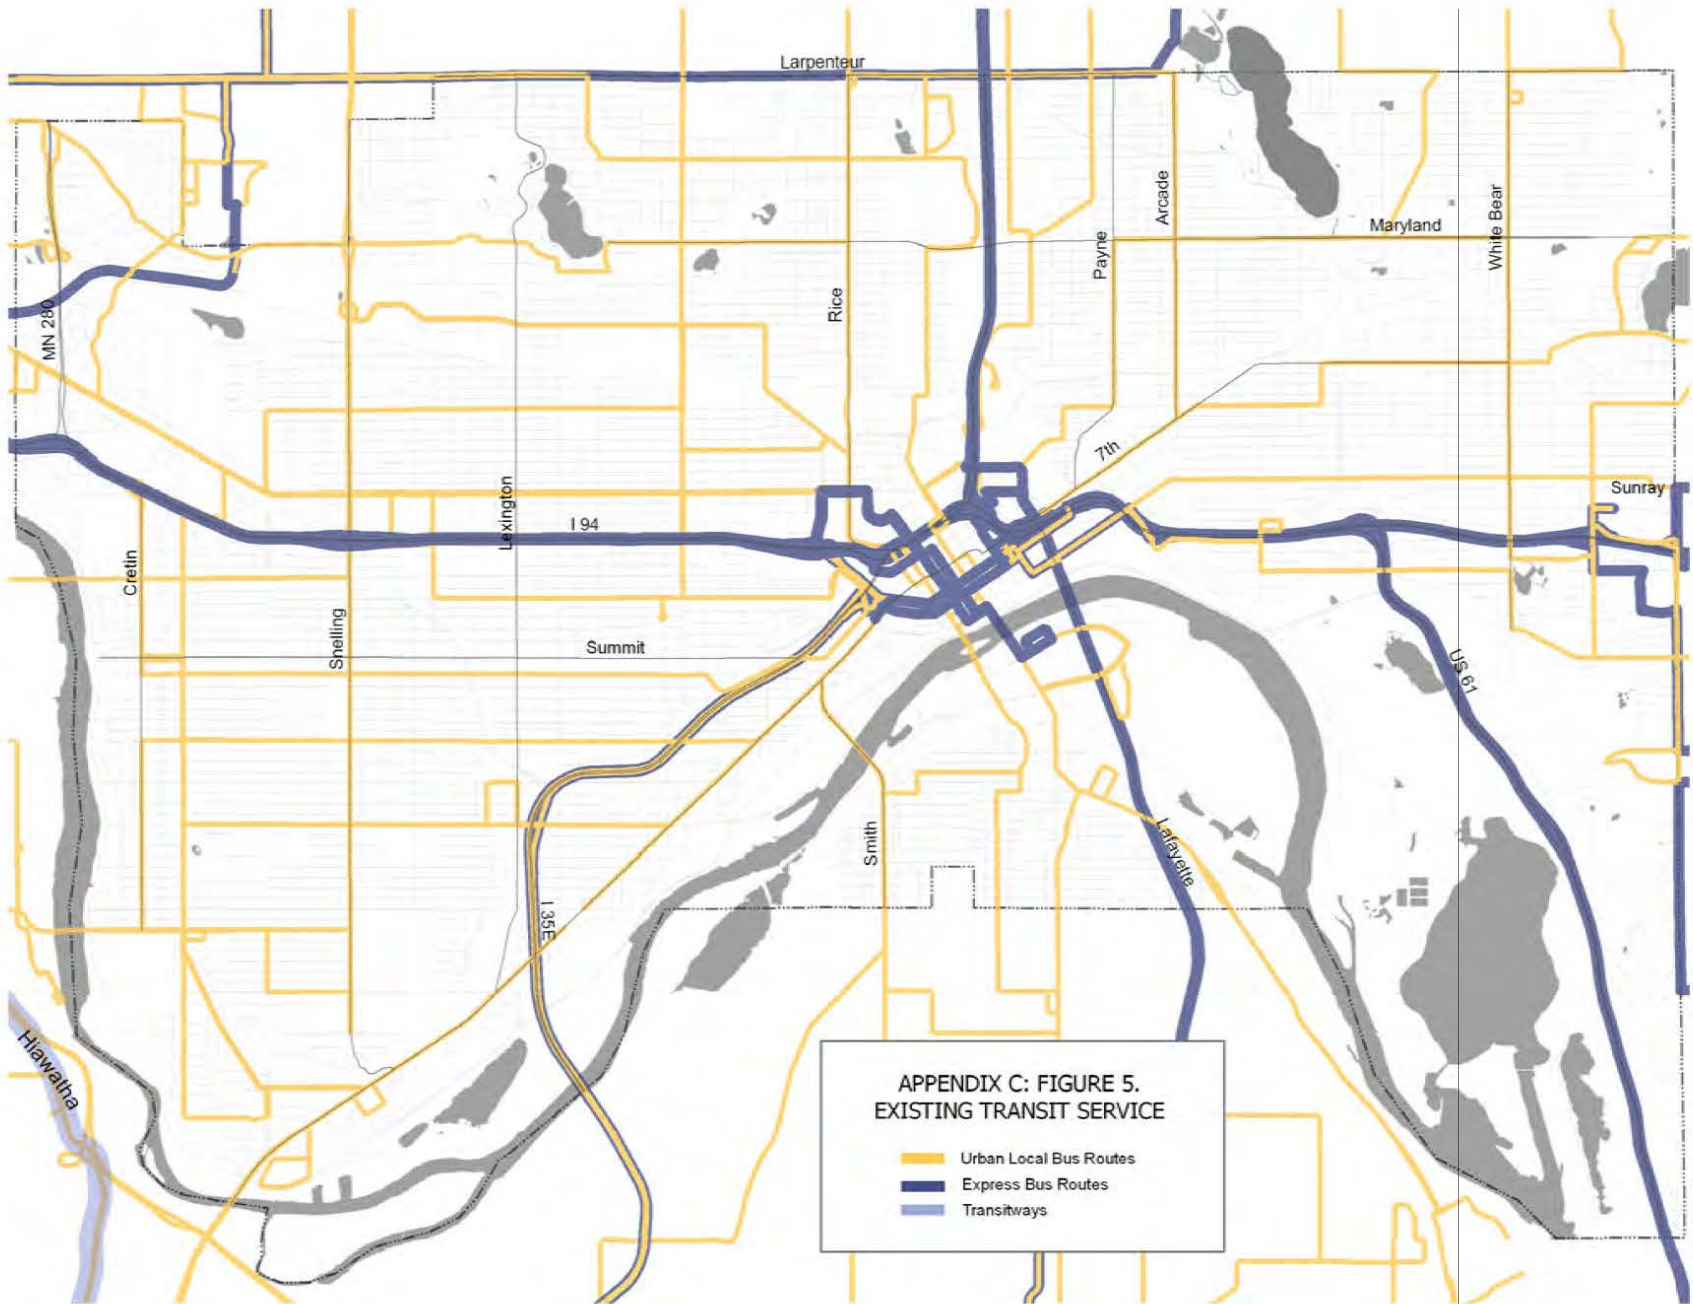 Larpenteur
Arcade
White Bear
Maryland
Payne
Rice
MN 280
7th
Sunray
Lexington
I 94
Cretin
Snelling
Summit
US 61
Smith
Lafayette
I 35E
Hiawatha
APPENDIX C: FIGURE 5.
EXISTING TRANSIT SERVICE
Urban Local Bus Routes
Express Bus Routes
Transitways